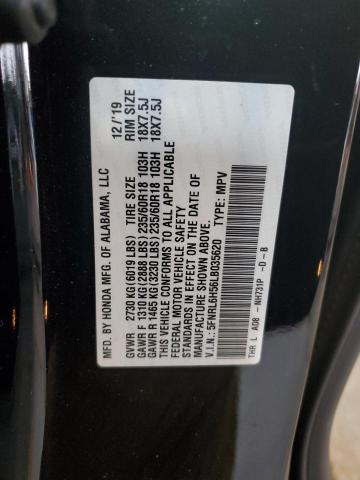 MFD. BY HONDA MFG. OF ALABAMA, LLC 12/'19
GVWR 2730 KG(6019 LBS) TIRE SIZE RIM SIZE
GAWR F 1310 KG(2888 LBS) 235/60R18 103H 18X7.5J
GAWR R 1465 KG(3230 LBS) 235/60R18 103H 18X7.5J
THIS VEHICLE CONFORMS TO ALL APPLICABLE
FEDERAL MOTOR VEHICLE SAFETY
STANDARDS IN EFFECT ON THE DATE OF
MANUFACTURE SHOWN ABOVE.
V.I.N.: 5FNRL6H56LB035620 TYPE: MPV
THR L - A08 - NH731P - D - B